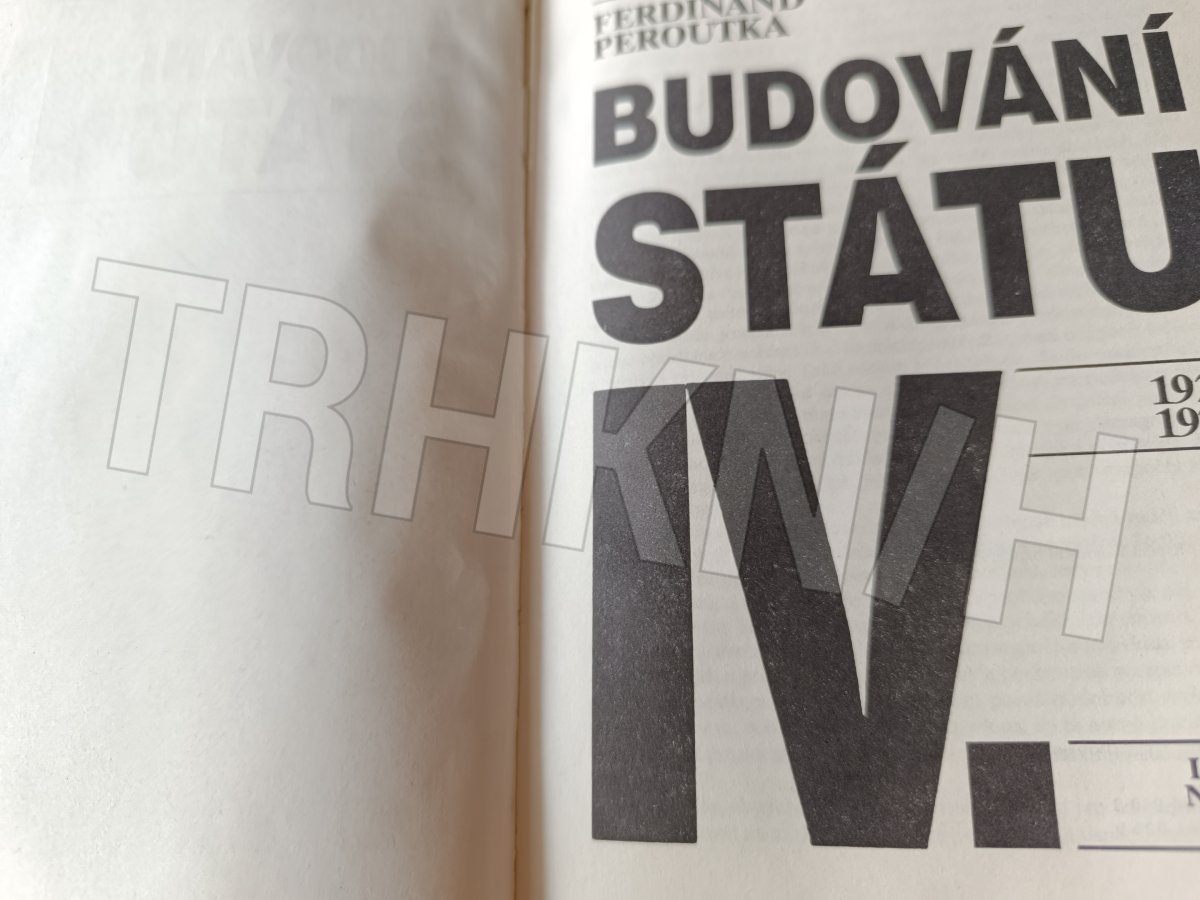 FERDINAND
PEROUTKA
BUDOVÁNÍ
STÁTU
IV.
TRHKNIH